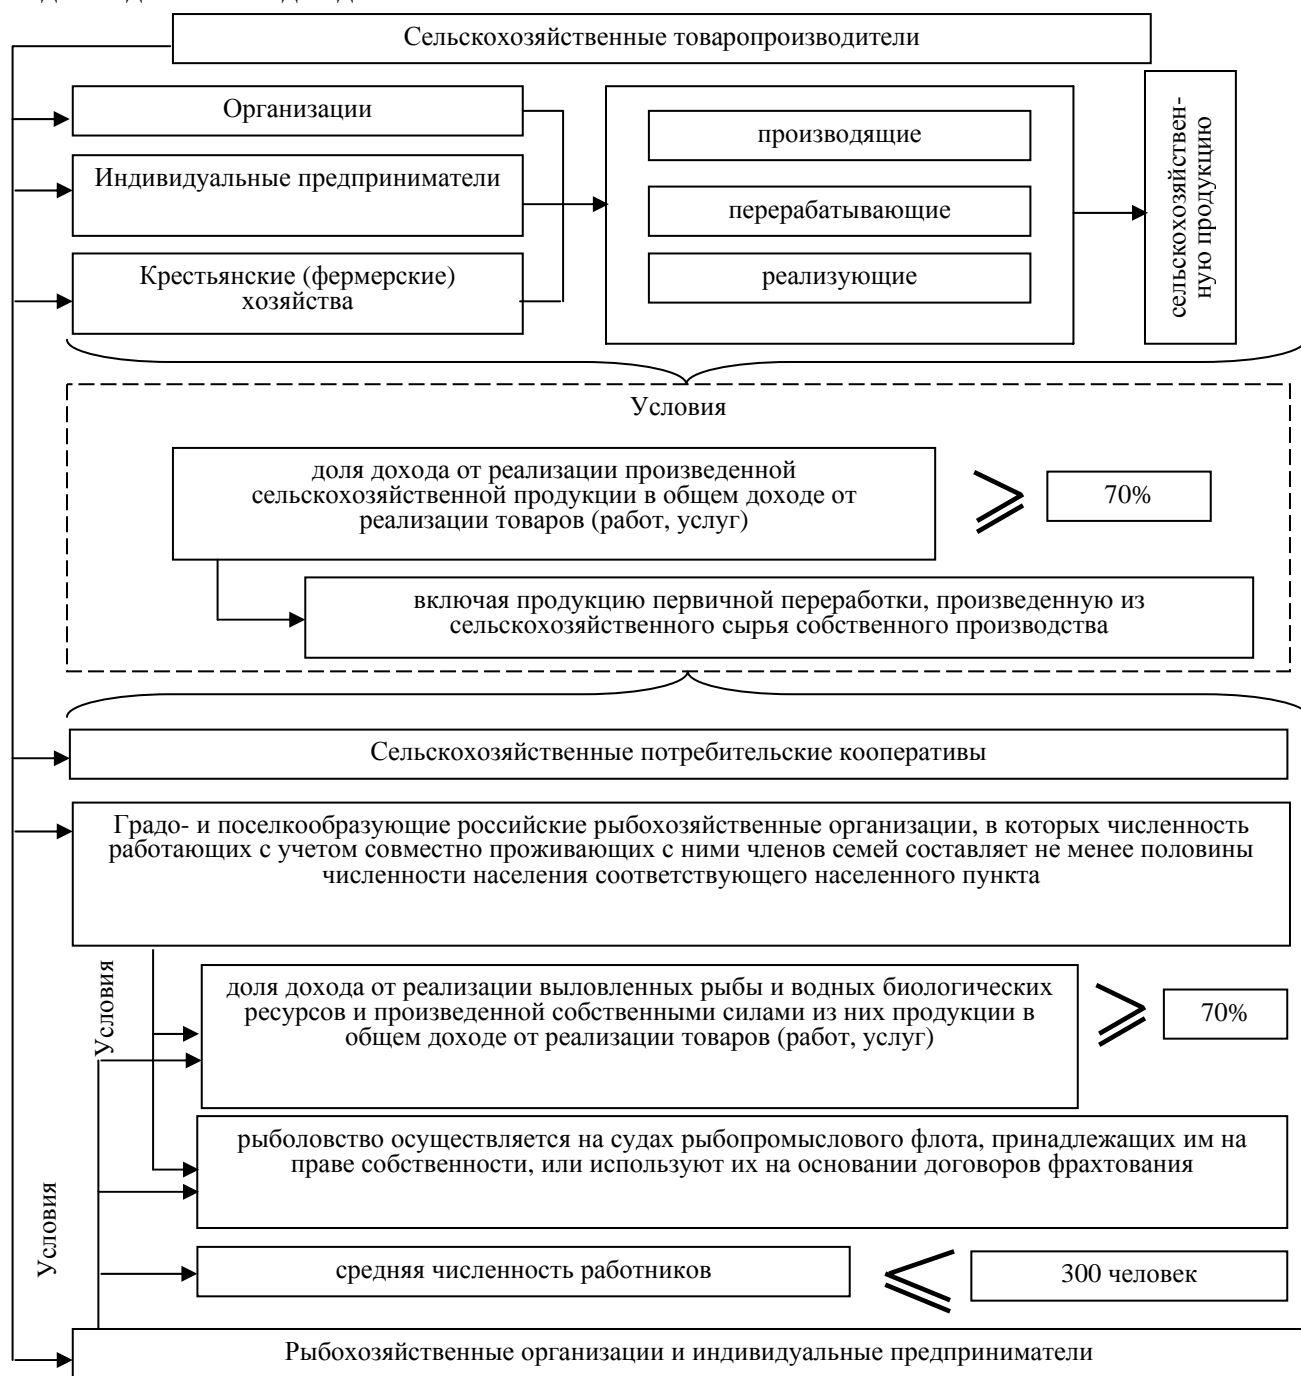 Сельскохозяйственные товаропроизводители
Организации
Индивидуальные предприниматели
Крестьянские (фермерские)
хозяйства
производящие
перерабатывающие
реализующие
сельскохозяйствен-
ную продукцию
Условия
доля дохода от реализации произведенной
сельскохозяйственной продукции в общем доходе от
реализации товаров (работ, услуг)
⩾
70%
включая продукцию первичной переработки, произведенную из
сельскохозяйственного сырья собственного производства
Сельскохозяйственные потребительские кооперативы
Градо- и поселкообразующие российские рыбохозяйственные организации, в которых численность
работающих с учетом совместно проживающих с ними членов семей составляет не менее половины
численности населения соответствующего населенного пункта
Условия
доля дохода от реализации выловленных рыбы и водных биологических
ресурсов и произведенной собственными силами из них продукции в
общем доходе от реализации товаров (работ, услуг)
⩾
70%
рыболовство осуществляется на судах рыбопромыслового флота, принадлежащих им на
праве собственности, или используют их на основании договоров фрахтования
Условия
средняя численность работников
⩽
300 человек
Рыбохозяйственные организации и индивидуальные предприниматели